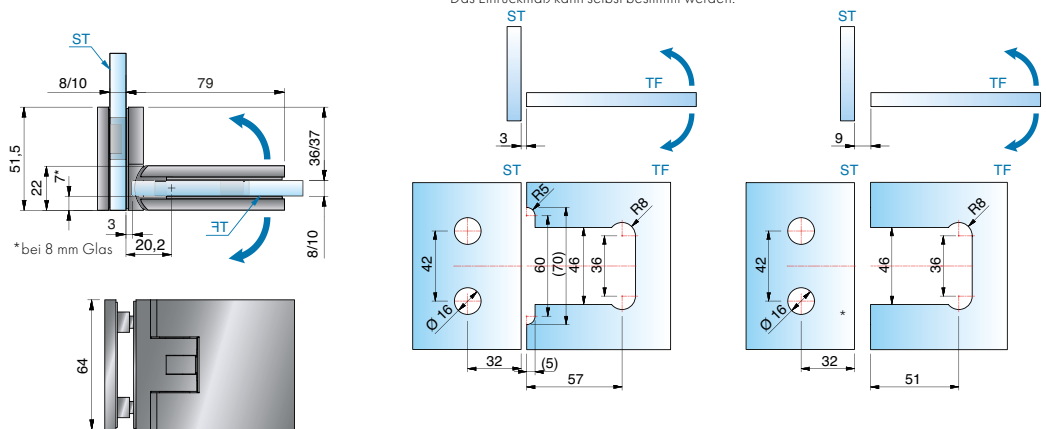 Das Einrückmaß kann selbst bestimmt werden.
ST
8/10
79
51,5
22
7*
3
20,2
36/37
8/10
TF
*bei 8 mm Glas
64
ST
TF
3
ST
TF
R5
R8
42
60
(70)
46
36
Ø 16
32
(5)
57
ST
TF
9
ST
TF
R8
42
46
36
Ø 16
*
32
51